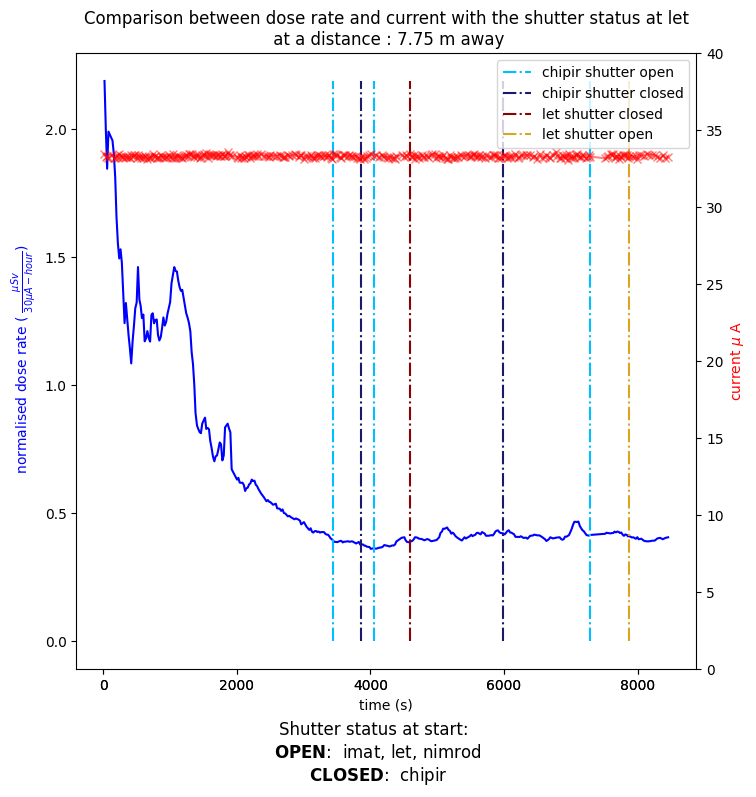 Comparison between dose rate and current with the shutter status at let
at a distance : 7.75 m away
chipir shutter open
chipir shutter closed
let shutter closed
let shutter open
normalised dose rate ( μSv / 30μA − hour )
2.0
1.5
1.0
0.5
0.0
40
35
30
25
20
15
10
5
0
current μ A
0 2000 4000 6000 8000
time (s)
Shutter status at start:
OPEN: imat, let, nimrod
CLOSED: chipir